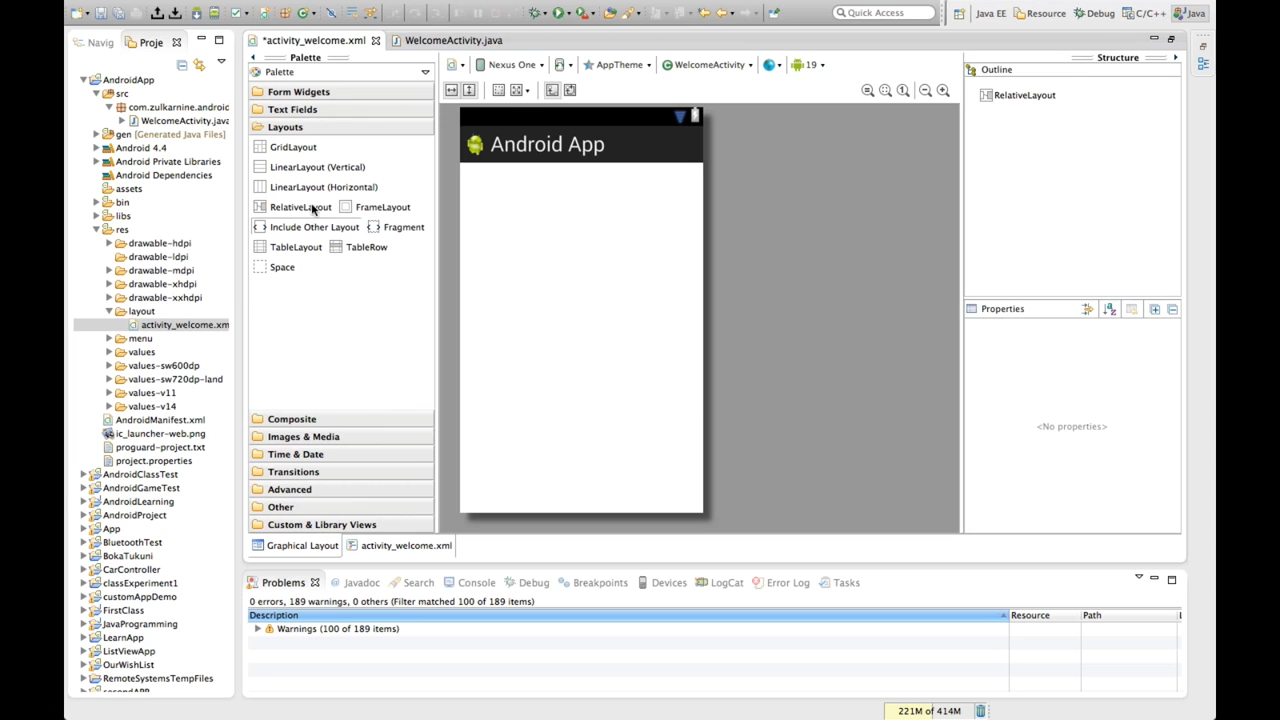 Quick Access
Java EE
Resource
Debug
C/C++
Java
Navig
Proje
*activity_welcome.xml
WelcomeActivity.java
AndroidApp
src
com.zulkarnine.android
WelcomeActivity.java
gen [Generated Java Files]
Android 4.4
Android Private Libraries
Android Dependencies
assets
bin
libs
res
drawable-hdpi
drawable-ldpi
drawable-mdpi
drawable-xhdpi
drawable-xxhdpi
layout
activity_welcome.xm
menu
values
values-sw600dp
values-sw720dp-land
values-v11
values-v14
AndroidManifest.xml
ic_launcher-web.png
proguard-project.txt
project.properties
AndroidClassTest
AndroidGameTest
AndroidLearning
AndroidProject
App
BluetoothTest
BokaTukuni
CarController
classExperiment1
customAppDemo
FirstClass
JavaProgramming
LearnApp
ListViewApp
OurWishList
RemoteSystemsTempFiles
Palette
Palette
Form Widgets
Text Fields
Layouts
GridLayout
LinearLayout (Vertical)
LinearLayout (Horizontal)
RelativeLayout FrameLayout
Include Other Layout Fragment
TableLayout TableRow
Space
Composite
Images & Media
Time & Date
Transitions
Advanced
Other
Custom & Library Views
Graphical Layout
activity_welcome.xml
Nexus One
AppTheme
WelcomeActivity
19
Android App
Structure
Outline
RelativeLayout
Properties
<No properties>
Problems
Javadoc
Search
Console
Debug
Breakpoints
Devices
LogCat
Error Log
Tasks
0 errors, 189 warnings, 0 others (Filter matched 100 of 189 items)
Description Resource Path
Warnings (100 of 189 items)
221M of 414M